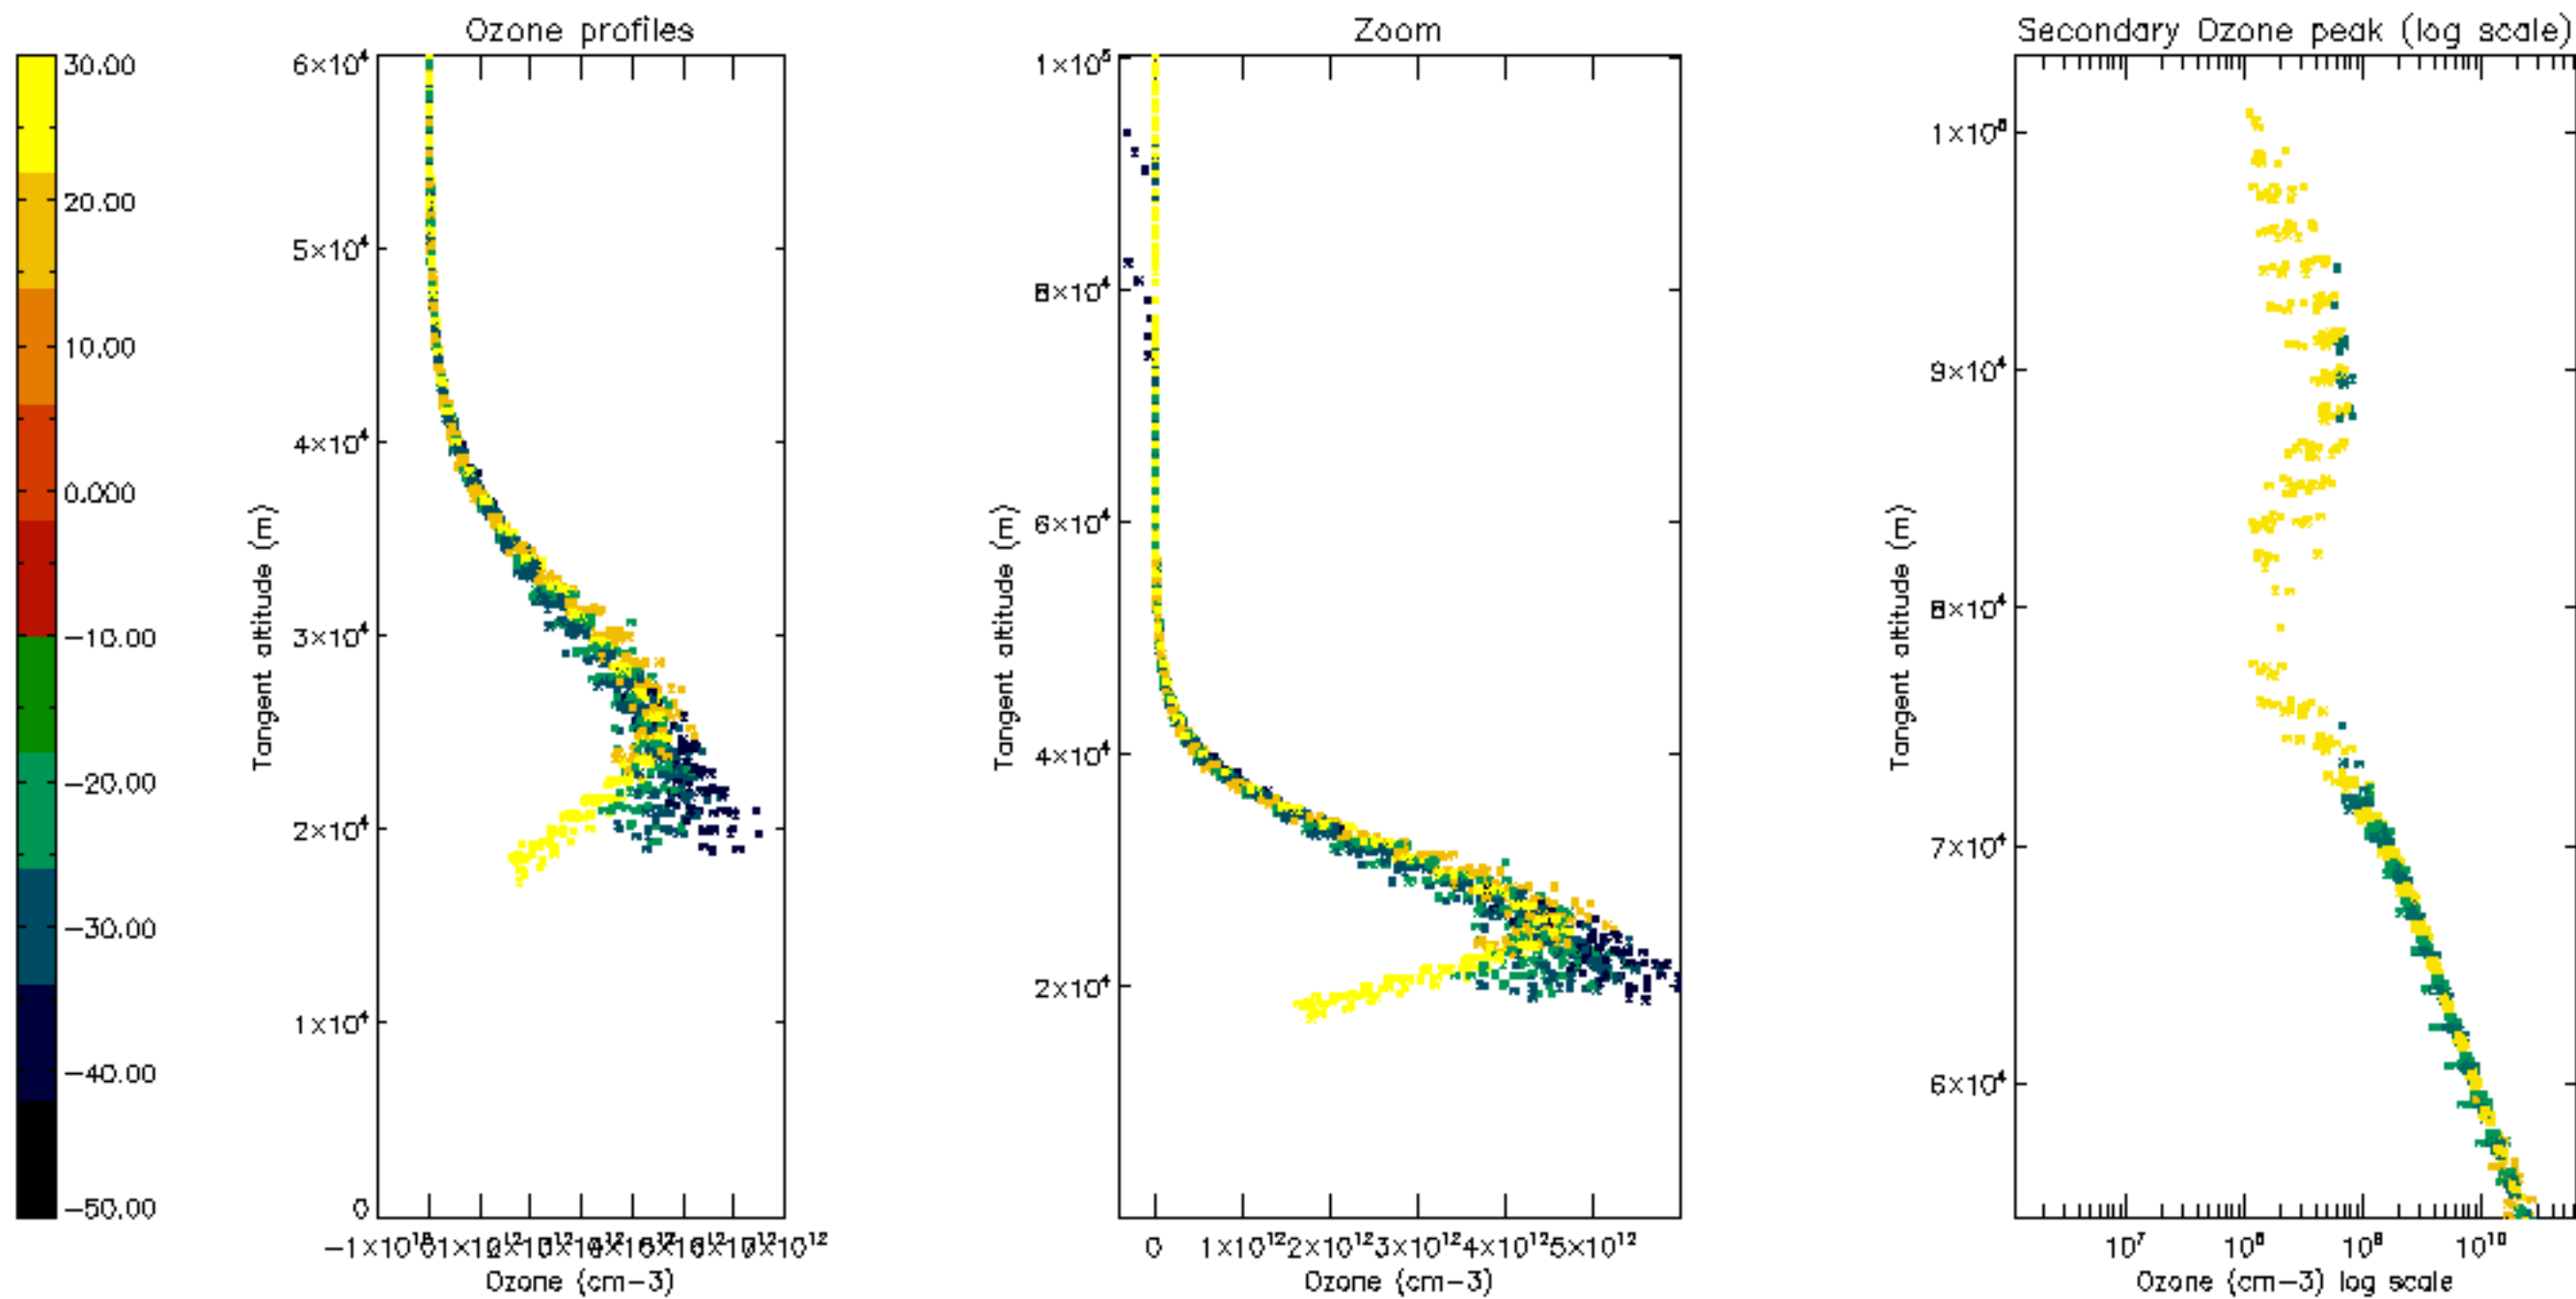 Ozone profiles
Zoom
Secondary Ozone peak (log scale)
30.00
20.00
10.00
0.000
−10.00
−20.00
−30.00
−40.00
−50.00
6×10⁴
5×10⁴
4×10⁴
3×10⁴
2×10⁴
1×10⁴
0
Tangent altitude (m)
Ozone (cm−3)
1×10⁵
8×10⁴
6×10⁴
4×10⁴
2×10⁴
Tangent altitude (m)
0 1×10¹² 2×10¹² 3×10¹² 4×10¹² 5×10¹²
Ozone (cm−3)
1×10⁵
9×10⁴
8×10⁴
7×10⁴
6×10⁴
Tangent altitude (m)
10⁷ 10⁸ 10⁹ 10¹⁰
Ozone (cm−3) log scale